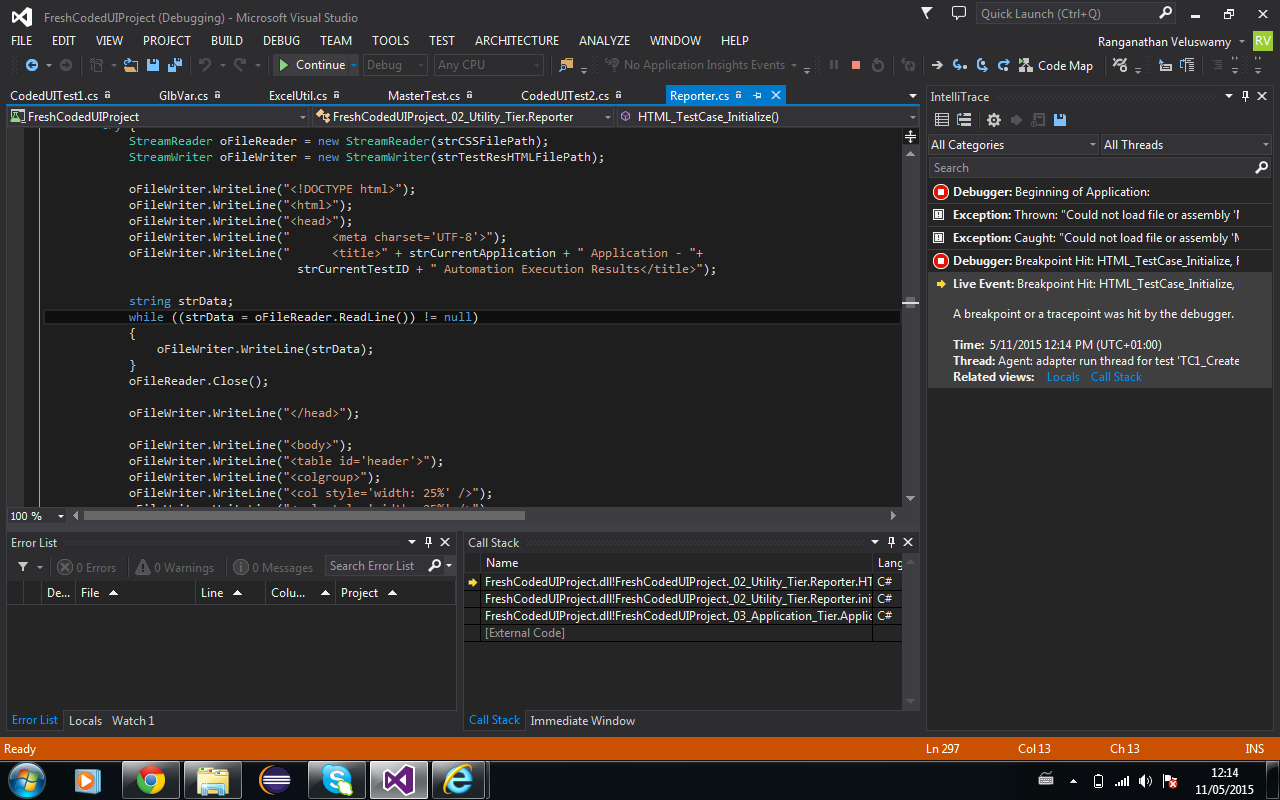 FreshCodedUIProject (Debugging) - Microsoft Visual Studio
Quick Launch (Ctrl+Q)
FILE EDIT VIEW PROJECT BUILD DEBUG TEAM TOOLS TEST ARCHITECTURE ANALYZE WINDOW HELP
Ranganathan Veluswamy RV
Continue Debug Any CPU No Application Insights Events Code Map
CodedUITest1.cs GlbVar.cs ExcelUtil.cs MasterTest.cs CodedUITest2.cs Reporter.cs
FreshCodedUIProject FreshCodedUIProject._02_Utility_Tier.Reporter HTML_TestCase_Initialize()
StreamReader oFileReader = new StreamReader(strCSSFilePath);
StreamWriter oFileWriter = new StreamWriter(strTestResHTMLFilePath);
oFileWriter.WriteLine("<!DOCTYPE html>");
oFileWriter.WriteLine("<html>");
oFileWriter.WriteLine("<head>");
oFileWriter.WriteLine("      <meta charset='UTF-8'>");
oFileWriter.WriteLine("      <title>" + strCurrentApplication + " Application - "+
strCurrentTestID + " Automation Execution Results</title>");
string strData;
while ((strData = oFileReader.ReadLine()) != null)
{
oFileWriter.WriteLine(strData);
}
oFileReader.Close();
oFileWriter.WriteLine("</head>");
oFileWriter.WriteLine("<body>");
oFileWriter.WriteLine("<table id='header'>");
oFileWriter.WriteLine("<colgroup>");
oFileWriter.WriteLine("<col style='width: 25%' />");
100 %
IntelliTrace
All Categories All Threads
Search
Debugger: Beginning of Application:
Exception: Thrown: "Could not load file or assembly '
Exception: Caught: "Could not load file or assembly '
Debugger: Breakpoint Hit: HTML_TestCase_Initialize,
Live Event: Breakpoint Hit: HTML_TestCase_Initialize,
A breakpoint or a tracepoint was hit by the debugger.
Time: 5/11/2015 12:14 PM (UTC+01:00)
Thread: Agent: adapter run thread for test 'TC1_Create
Related views: Locals Call Stack
Error List
0 Errors 0 Warnings 0 Messages Search Error List
De... File Line Colu... Project
Error List Locals Watch 1
Call Stack
Name Lang
FreshCodedUIProject.dll!FreshCodedUIProject._02_Utility_Tier.Reporter.HT C#
FreshCodedUIProject.dll!FreshCodedUIProject._02_Utility_Tier.Reporter.ini C#
FreshCodedUIProject.dll!FreshCodedUIProject._03_Application_Tier.Applic C#
[External Code]
Call Stack Immediate Window
Ready Ln 297 Col 13 Ch 13 INS
12:14
11/05/2015